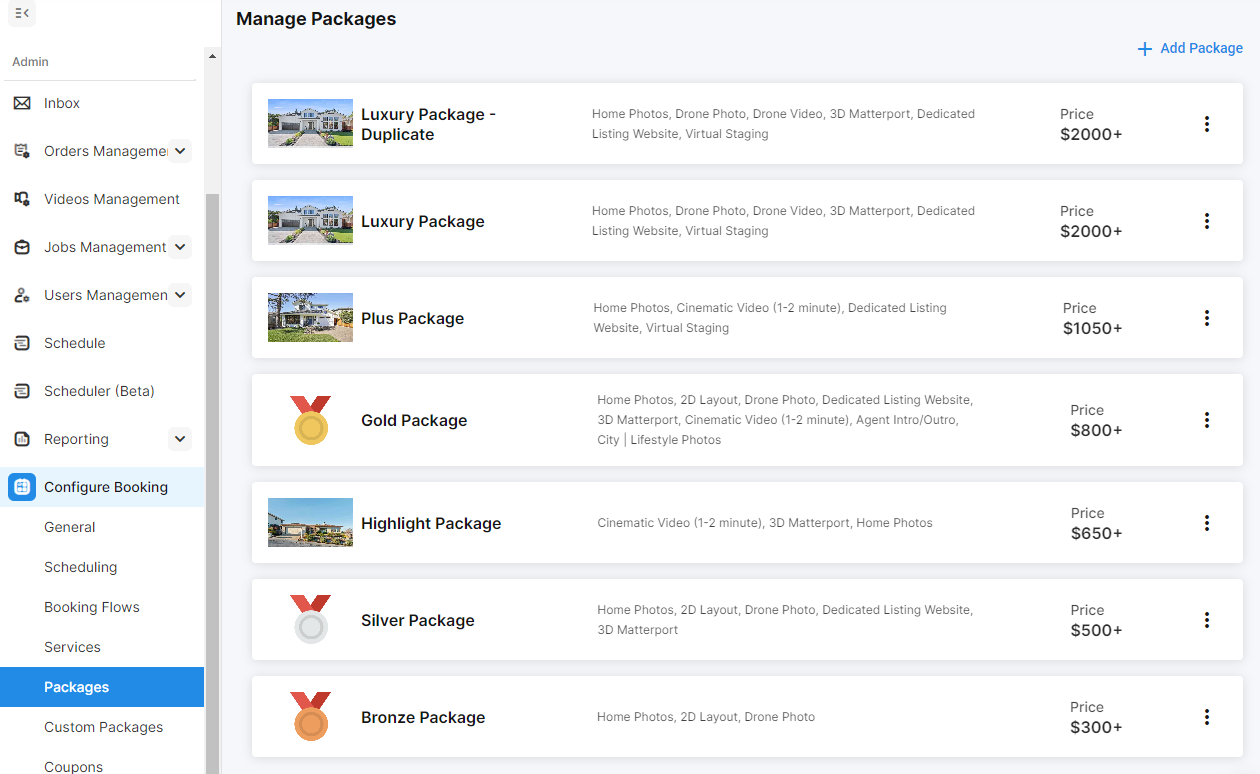 Manage Packages
Add Package
Admin
Inbox
Orders Managemen
Videos Management
Jobs Management
Users Managemen
Schedule
Scheduler (Beta)
Reporting
Configure Booking
General
Scheduling
Booking Flows
Services
Packages
Custom Packages
Coupons
Luxury Package -
Duplicate
Home Photos, Drone Photo, Drone Video, 3D Matterport, Dedicated
Listing Website, Virtual Staging
Price
$2000+
Luxury Package
Home Photos, Drone Photo, Drone Video, 3D Matterport, Dedicated
Listing Website, Virtual Staging
Price
$2000+
Plus Package
Home Photos, Cinematic Video (1-2 minute), Dedicated Listing
Website, Virtual Staging
Price
$1050+
Gold Package
Home Photos, 2D Layout, Drone Photo, Dedicated Listing Website,
3D Matterport, Cinematic Video (1-2 minute), Agent Intro/Outro,
City | Lifestyle Photos
Price
$800+
Highlight Package
Cinematic Video (1-2 minute), 3D Matterport, Home Photos
Price
$650+
Silver Package
Home Photos, 2D Layout, Drone Photo, Dedicated Listing Website,
3D Matterport
Price
$500+
Bronze Package
Home Photos, 2D Layout, Drone Photo
Price
$300+